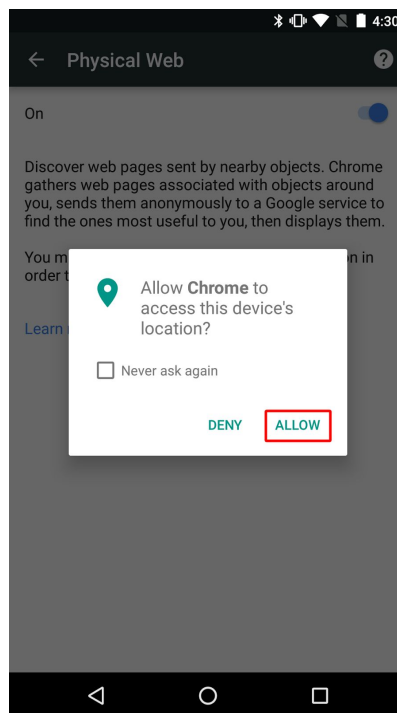 4:30
Physical Web
On
Discover web pages sent by nearby objects. Chrome
gathers web pages associated with objects around
you, sends them anonymously to a Google service to
find the ones most useful to you, then displays them.
You m
n in
order t
Learn
Allow Chrome to
access this device's
location?
Never ask again
DENY ALLOW